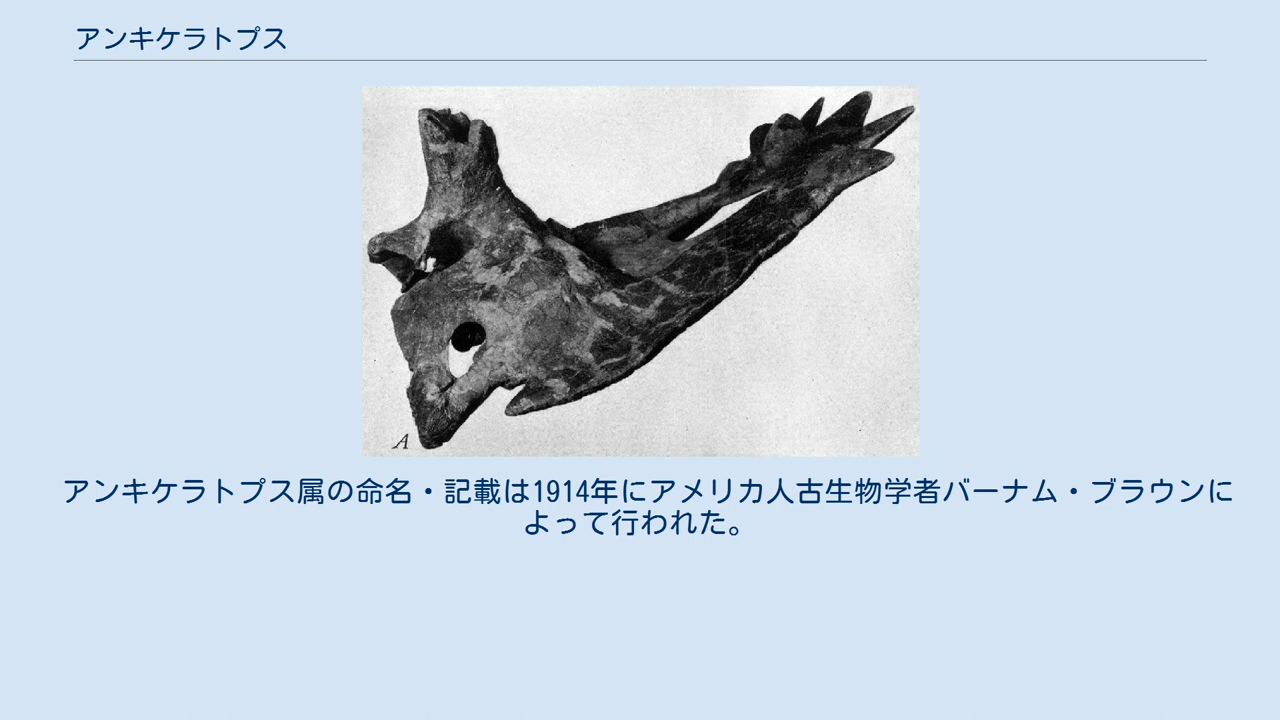 アンキケラトプス
A
アンキケラトプス属の命名・記載は1914年にアメリカ人古生物学者バーナム・ブラウンに
よって行われた。